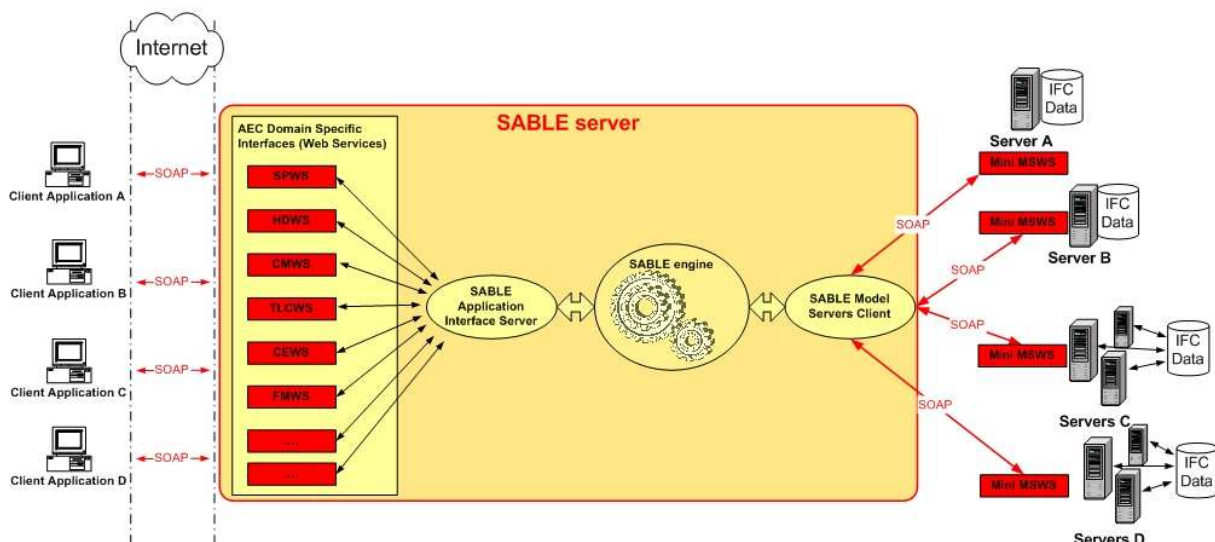 Internet
SABLE server
AEC Domain Specific
Interfaces (Web Services)
SPWS
HDWS
CMWS
TLCWS
CEWS
FMWS
....
....
Client Application A
SOAP
Client Application B
SOAP
Client Application C
SOAP
Client Application D
SOAP
SABLE
Application
Interface Server
SABLE engine
SABLE Model
Servers Client
SOAP
SOAP
SOAP
SOAP
IFC
Data
Server A
Mini MSWS
IFC
Data
Mini MSWS
Server B
IFC
Data
Mini MSWS
Servers C
IFC
Data
Mini MSWS
Servers D